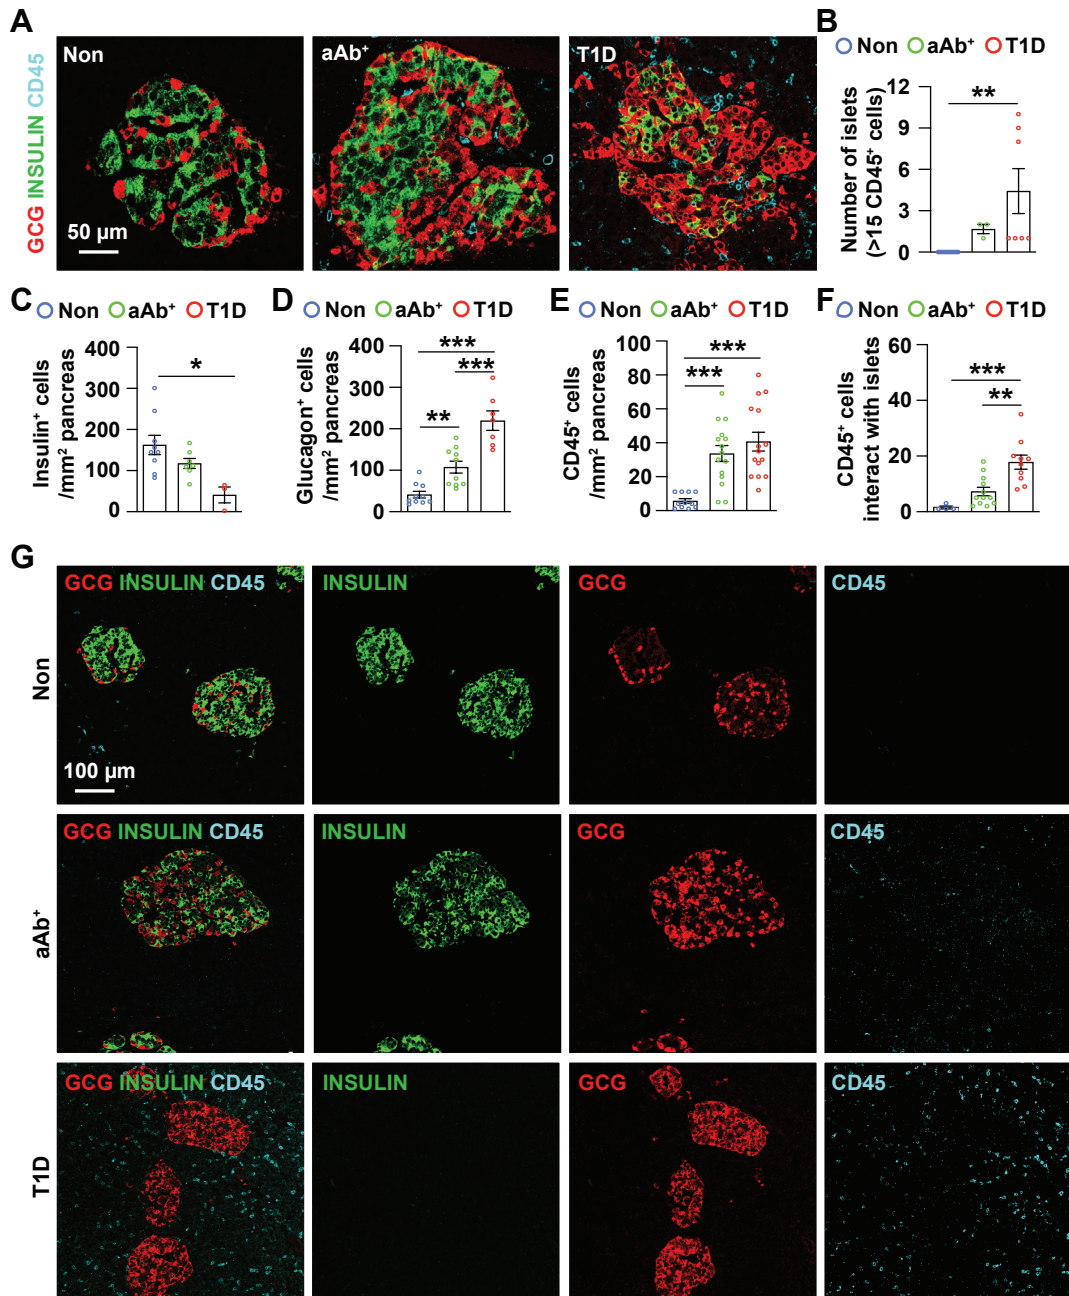 A
GCG INSULIN CD45
Non
aAb⁺
T1D
50 µm
B
Non aAb⁺ T1D
Number of islets
(>15 CD45⁺ cells)
12
9
6
3
0
**
C
Non aAb⁺ T1D
Insulin⁺ cells
/mm² pancreas
400
300
200
100
0
*
D
Non aAb⁺ T1D
Glucagon⁺ cells
/mm² pancreas
400
300
200
100
0
***
***
**
E
Non aAb⁺ T1D
CD45⁺ cells
/mm² pancreas
100
80
60
40
20
0
***
***
F
Non aAb⁺ T1D
CD45⁺ cells
interact with islets
60
40
20
0
***
**
G
Non
GCG INSULIN CD45
INSULIN
GCG
CD45
100 µm
aAb⁺
GCG INSULIN CD45
INSULIN
GCG
CD45
T1D
GCG INSULIN CD45
INSULIN
GCG
CD45